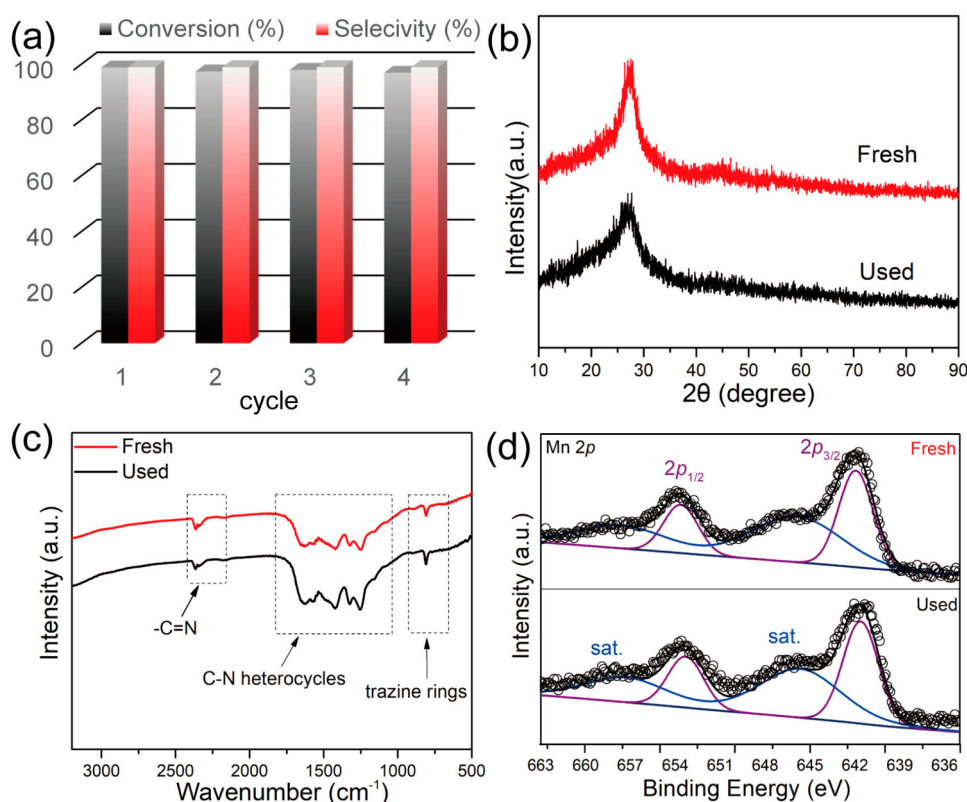 (a)
Conversion (%) Selecivity (%)
100
80
60
40
20
0
1 2 3 4
cycle
(b)
Intensity(a.u.)
Fresh
Used
10 20 30 40 50 60 70 80 90
2θ (degree)
(c)
Fresh
Used
Intensity (a.u.)
-C=N
C-N heterocycles
trazine rings
3000 2500 2000 1500 1000 500
Wavenumber (cm⁻¹)
(d)
Mn 2p
2p₁/₂
2p₃/₂
Fresh
Intensity (a.u.)
Used
sat.
sat.
663 660 657 654 651 648 645 642 639 636
Binding Energy (eV)